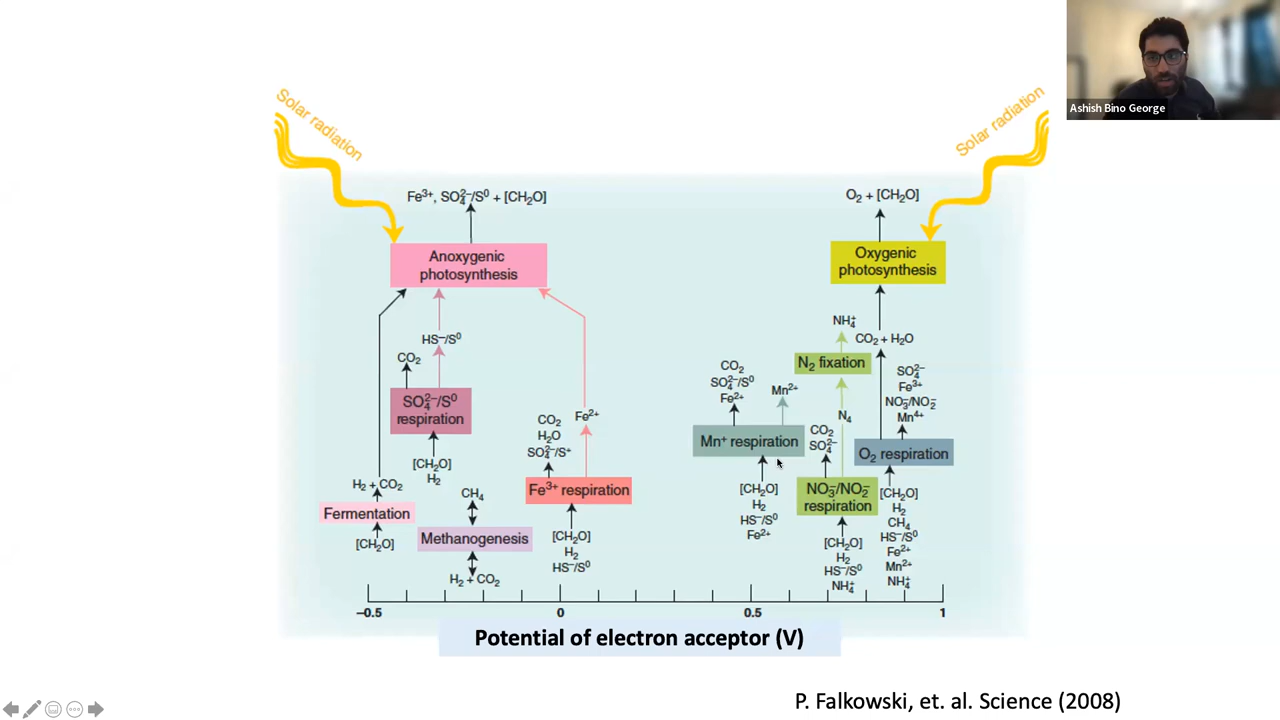 Ashish Bino George
Solar radiation
Solar radiation
Fe³⁺, SO₄²⁻/S⁰ + [CH₂O]
O₂ + [CH₂O]
Anoxygenic
photosynthesis
Oxygenic
photosynthesis
HS⁻/S⁰
CO₂
SO₄²⁻/S⁰
respiration
[CH₂O]
H₂
H₂ + CO₂
Fermentation
[CH₂O]
CH₄
Methanogenesis
H₂ + CO₂
Fe²⁺
CO₂
H₂O
SO₄²⁻/S⁺
Fe³⁺ respiration
[CH₂O]
H₂
HS⁻/S⁰
CO₂
SO₄²⁻/S⁰
Fe²⁺
Mn²⁺
Mn⁺ respiration
[CH₂O]
H₂
HS⁻/S⁰
Fe²⁺
NH₄⁺
N₂ fixation
N₄
CO₂
SO₄²⁻
NO₃⁻/NO₂⁻
respiration
[CH₂O]
H₂
HS⁻/S⁰
NH₄⁺
CO₂ + H₂O
SO₄²⁻
Fe³⁺
NO₃⁻/NO₂⁻
Mn⁴⁺
O₂ respiration
[CH₂O]
H₂
CH₄
HS⁻/S⁰
Fe²⁺
Mn²⁺
NH₄⁺
−0.5 0 0.5 1
Potential of electron acceptor (V)
P. Falkowski, et. al. Science (2008)